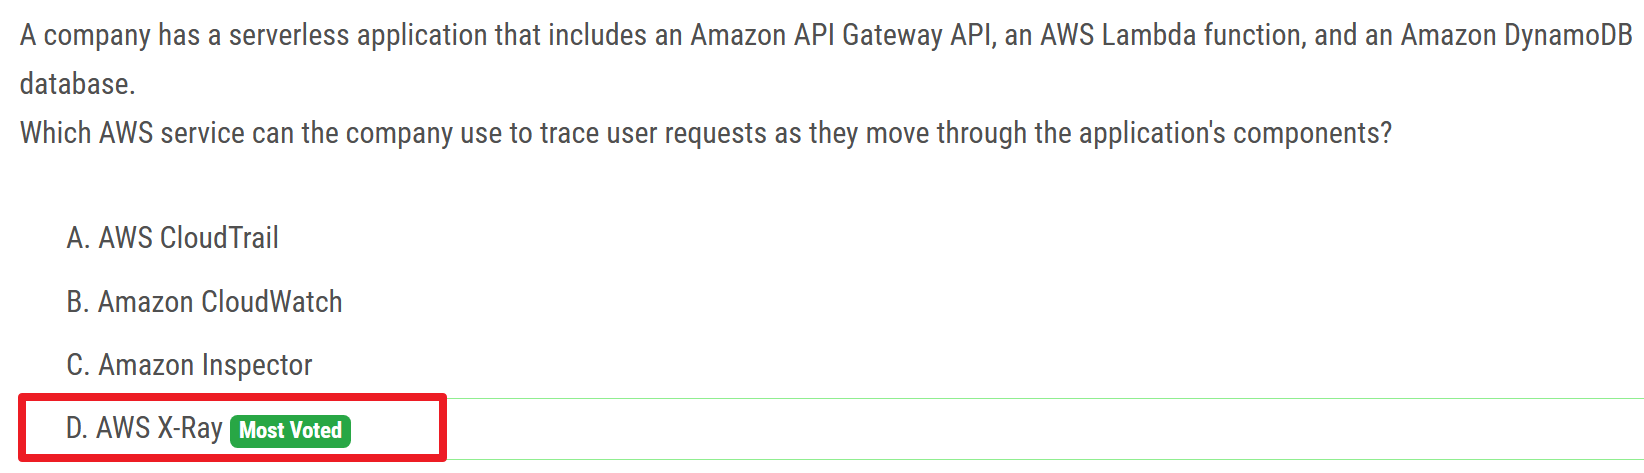 A company has a serverless application that includes an Amazon API Gateway API, an AWS Lambda function, and an Amazon DynamoDB
database.
Which AWS service can the company use to trace user requests as they move through the application's components?
A. AWS CloudTrail
B. Amazon CloudWatch
C. Amazon Inspector
D. AWS X-Ray Most Voted